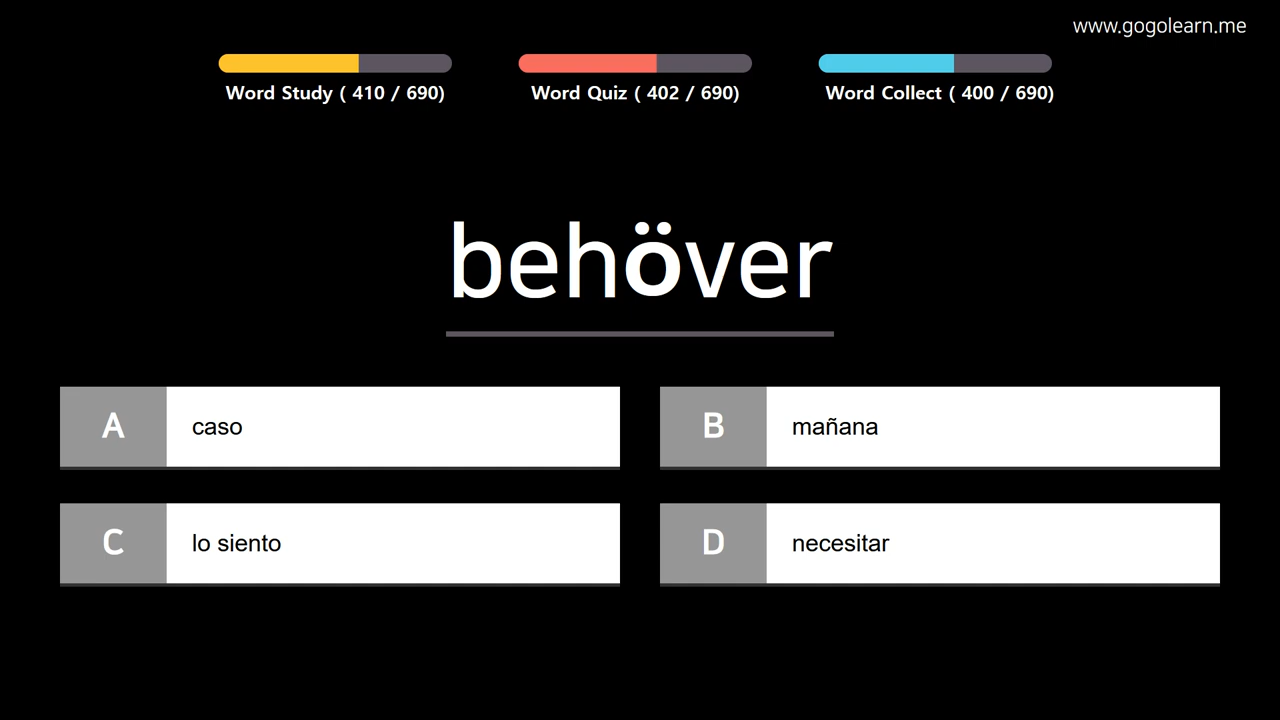 www.gogolearn.me
Word Study ( 410 / 690)
Word Quiz ( 402 / 690)
Word Collect ( 400 / 690)
behöver
A
caso
B
mañana
C
lo siento
D
necesitar